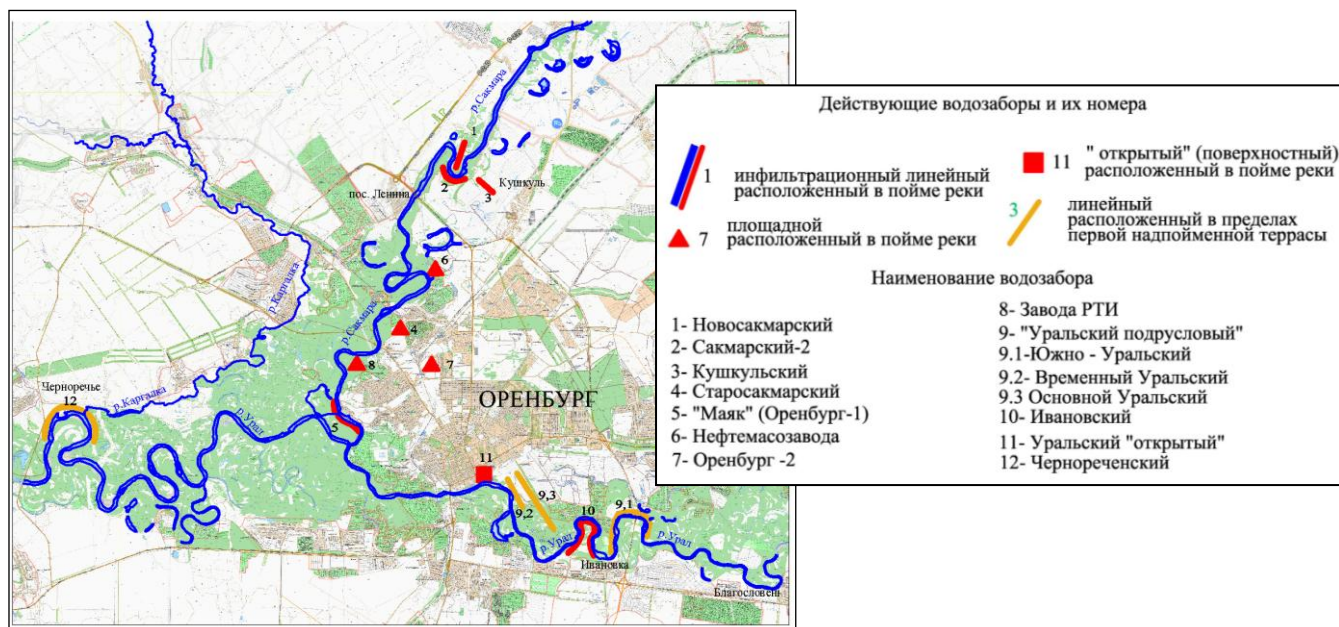 р.Сакмара
1
2
3
Кушкуль
пос. Ленина
р.Каргалка
6
р.Сакмара
4
8
7
Черноречье
12
р.Каргалка
ОРЕНБУРГ
р.Урал
5
11
9,3
9,2
10
9,1
р.Урал
р.Урал
Ивановка
Благословен
Действующие водозаборы и их номера
1 инфильтрационный линейный
расположенный в пойме реки
7 площадной
расположенный в пойме реки
11 " открытый" (поверхностный)
расположенный в пойме реки
3 линейный
расположенный в пределах
первой надпойменной террасы
Наименование водозабора
1- Новосакмарский
2- Сакмарский-2
3- Кушкульский
4- Старосакмарский
5- "Маяк" (Оренбург-1)
6- Нефтемасозавода
7- Оренбург -2
8- Завода РТИ
9- "Уральский подрусловый"
9.1-Южно - Уральский
9.2- Временный Уральский
9.3 Основной Уральский
10- Ивановский
11- Уральский "открытый"
12- Чернореченский